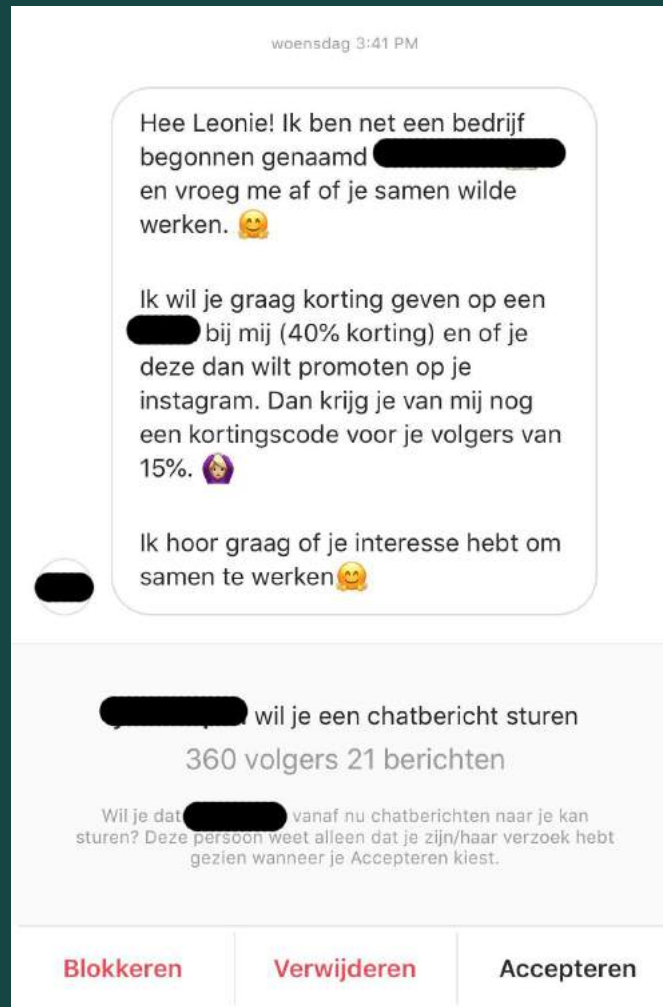 woensdag 3:41 PM
Hee Leonie! Ik ben net een bedrijf
begonnen genaamd
en vroeg me af of je samen wilde
werken. 🤗
Ik wil je graag korting geven op een
bij mij (40% korting) en of je
deze dan wilt promoten op je
instagram. Dan krijg je van mij nog
een kortingscode voor je volgers van
15%. 🙆🏼‍♀️
Ik hoor graag of je interesse hebt om
samen te werken🤗
wil je een chatbericht sturen
360 volgers 21 berichten
Wil je dat vanaf nu chatberichten naar je kan
sturen? Deze persoon weet alleen dat je zijn/haar verzoek hebt
gezien wanneer je Accepteren kiest.
Blokkeren Verwijderen Accepteren